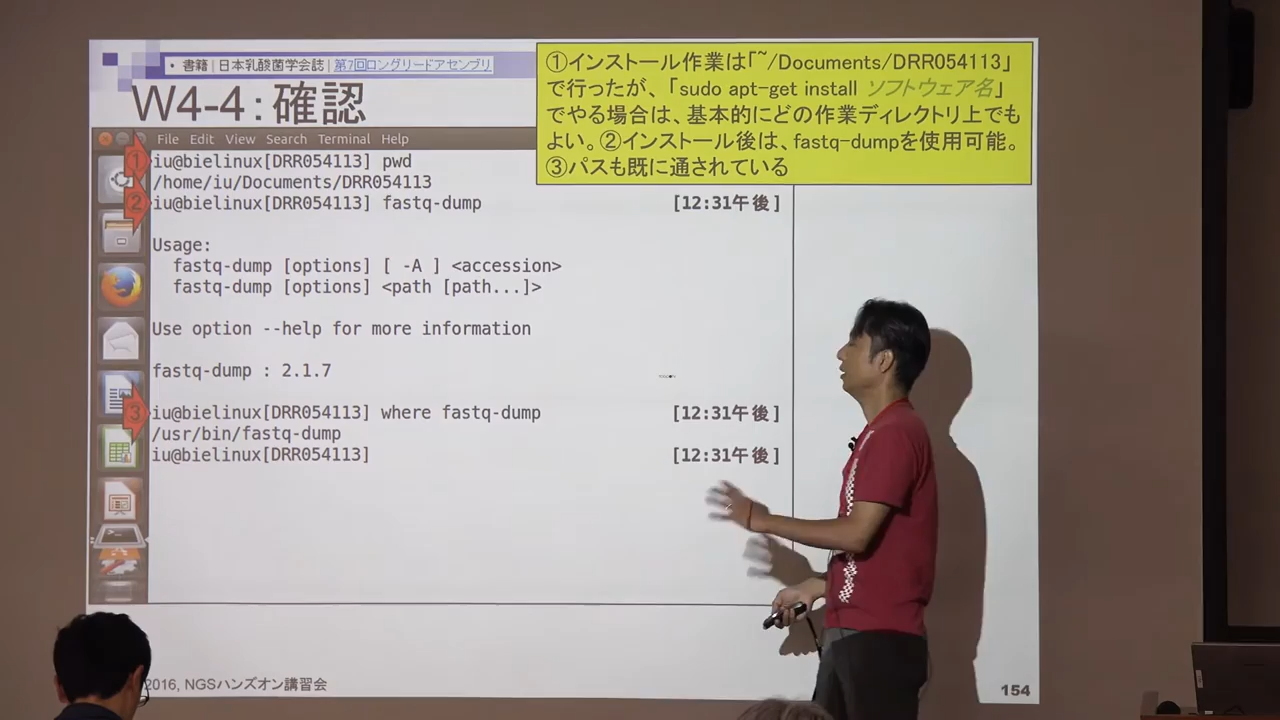 • 書籍 | 日本乳酸菌学会誌 | 第7回ロングリードアセンブリ
W4-4：確認
①インストール作業は「~/Documents/DRR054113」
で行ったが、「sudo apt-get install ソフトウェア名」
でやる場合は、基本的にどの作業ディレクトリ上でも
よい。②インストール後は、fastq-dumpを使用可能。
③パスも既に通されている
File Edit View Search Terminal Help
① iu@bielinux[DRR054113] pwd
/home/iu/Documents/DRR054113
② iu@bielinux[DRR054113] fastq-dump [12:31午後]
Usage:
fastq-dump [options] [ -A ] <accession>
fastq-dump [options] <path [path...]>
Use option --help for more information
fastq-dump : 2.1.7
③ iu@bielinux[DRR054113] where fastq-dump [12:31午後]
/usr/bin/fastq-dump
iu@bielinux[DRR054113] [12:31午後]
2016, NGSハンズオン講習会
154